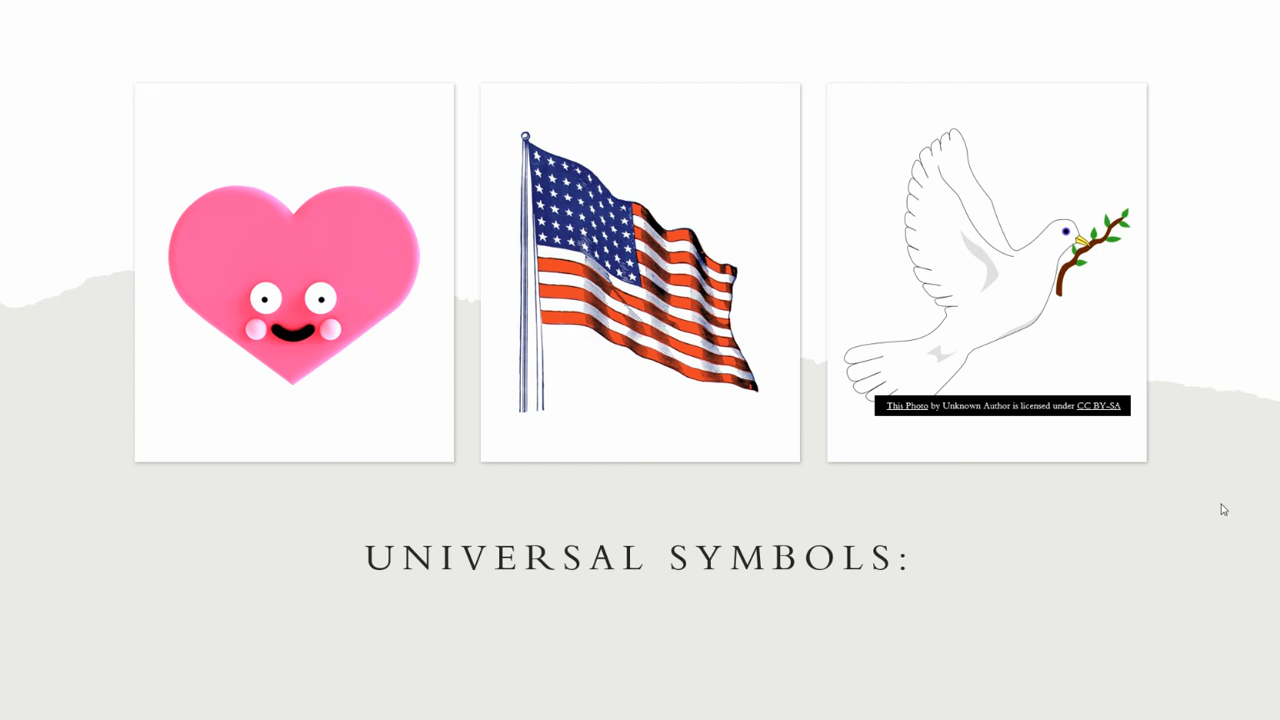 This Photo by Unknown Author is licensed under CC BY-SA
UNIVERSAL SYMBOLS: